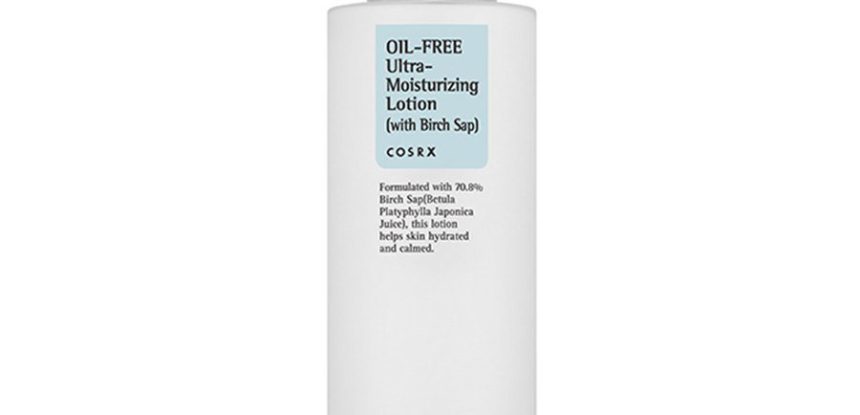 OIL-FREE
Ultra-
Moisturizing
Lotion
(with Birch Sap)
COSRX
Formulated with 70.8%
Birch Sap(Betula
Platyphylla Japonica
Juice), this lotion
helps skin hydrated
and calmed.